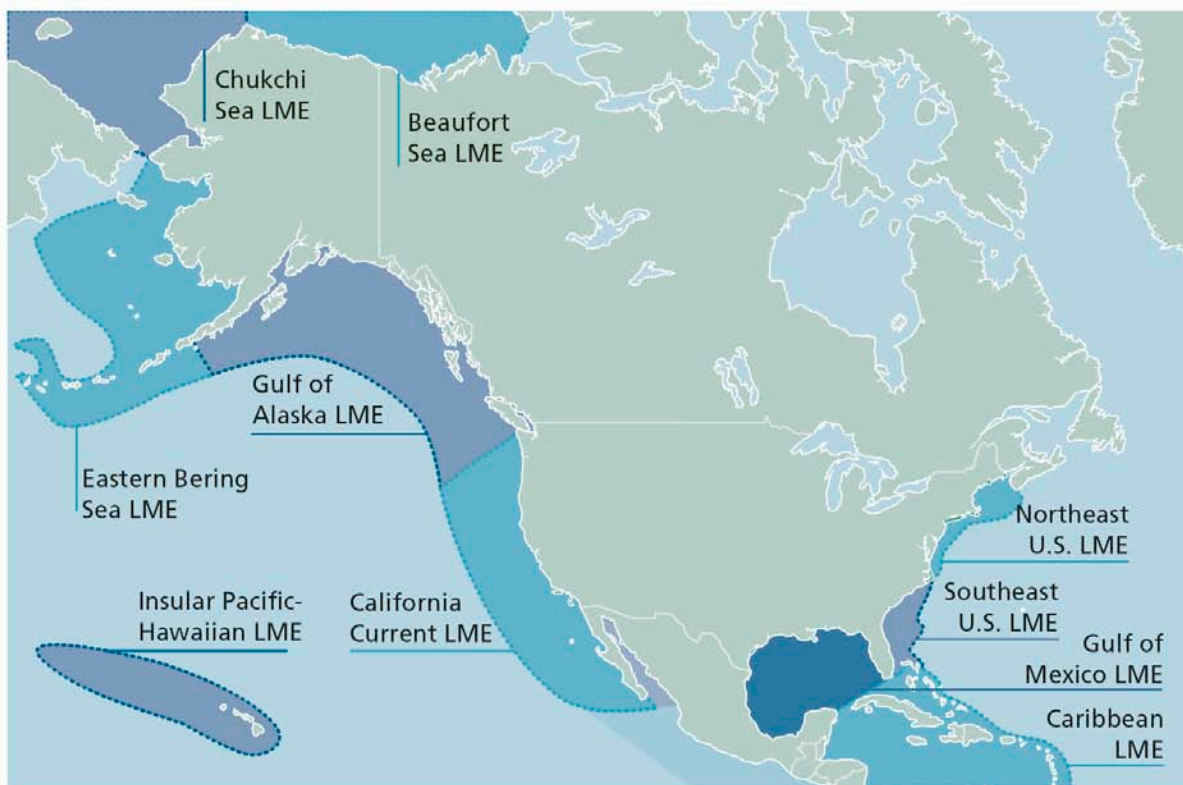 Chukchi
Sea LME
Beaufort
Sea LME
Gulf of
Alaska LME
Eastern Bering
Sea LME
Northeast
U.S. LME
Insular Pacific-
Hawaiian LME
California
Current LME
Southeast
U.S. LME
Gulf of
Mexico LME
Caribbean
LME